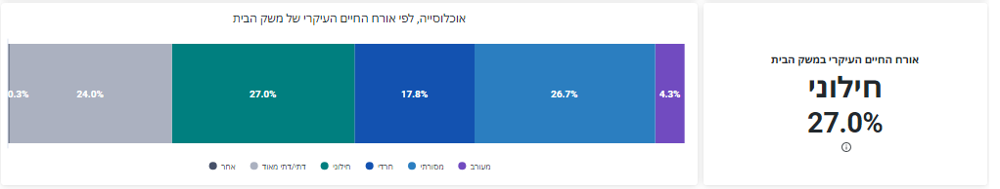 אוכלוסייה, לפי אורח החיים העיקרי של משק הבית
0.3%
24.0%
27.0%
17.8%
26.7%
4.3%
אחר
דתי/דתי מאוד
חילוני
חרדי
מסורתי
מעורב
אורח החיים העיקרי במשק הבית
חילוני
27.0%